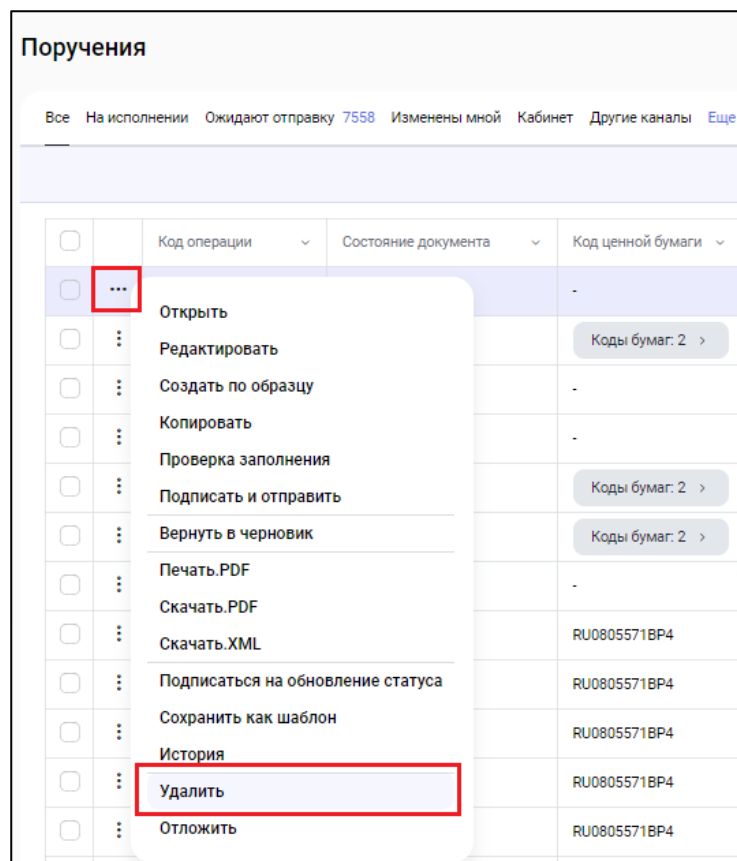 Поручения
Все На исполнении Ожидают отправку 7558 Изменены мной Кабинет Другие каналы Еще
Код операции Состояние документа Код ценной бумаги
-
Открыть
Коды бумаг: 2
Редактировать
Создать по образцу
-
Копировать
-
Проверка заполнения
Подписать и отправить
Коды бумаг: 2
Вернуть в черновик
Коды бумаг: 2
Печать.PDF
-
Скачать.PDF
Скачать.XML
RU0805571BP4
Подписаться на обновление статуса
RU0805571BP4
Сохранить как шаблон
RU0805571BP4
История
Удалить
RU0805571BP4
Отложить
RU0805571BP4